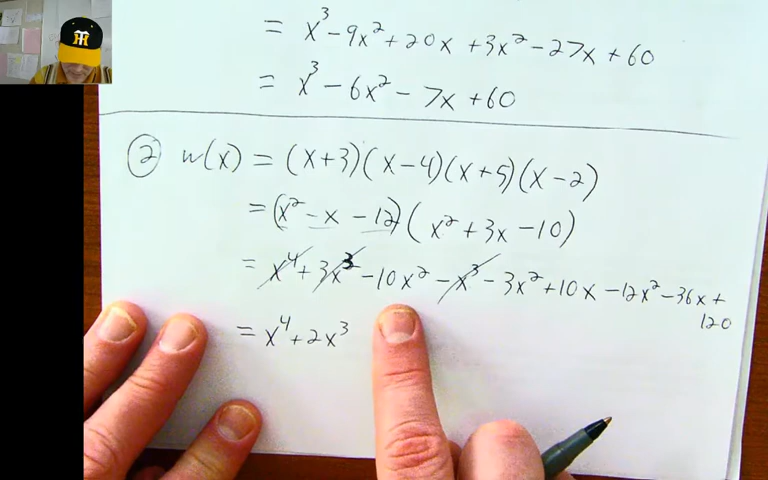 = x³ - 9x² + 20x + 3x² - 27x + 60
= x³ - 6x² - 7x + 60
② w(x) = (x+3)(x-4)(x+5)(x-2)
= (x² - x - 12)(x² + 3x - 10)
= x⁴ + 3x³ - 10x² - x³ - 3x² + 10x - 12x² - 36x +
120
= x⁴ + 2x³